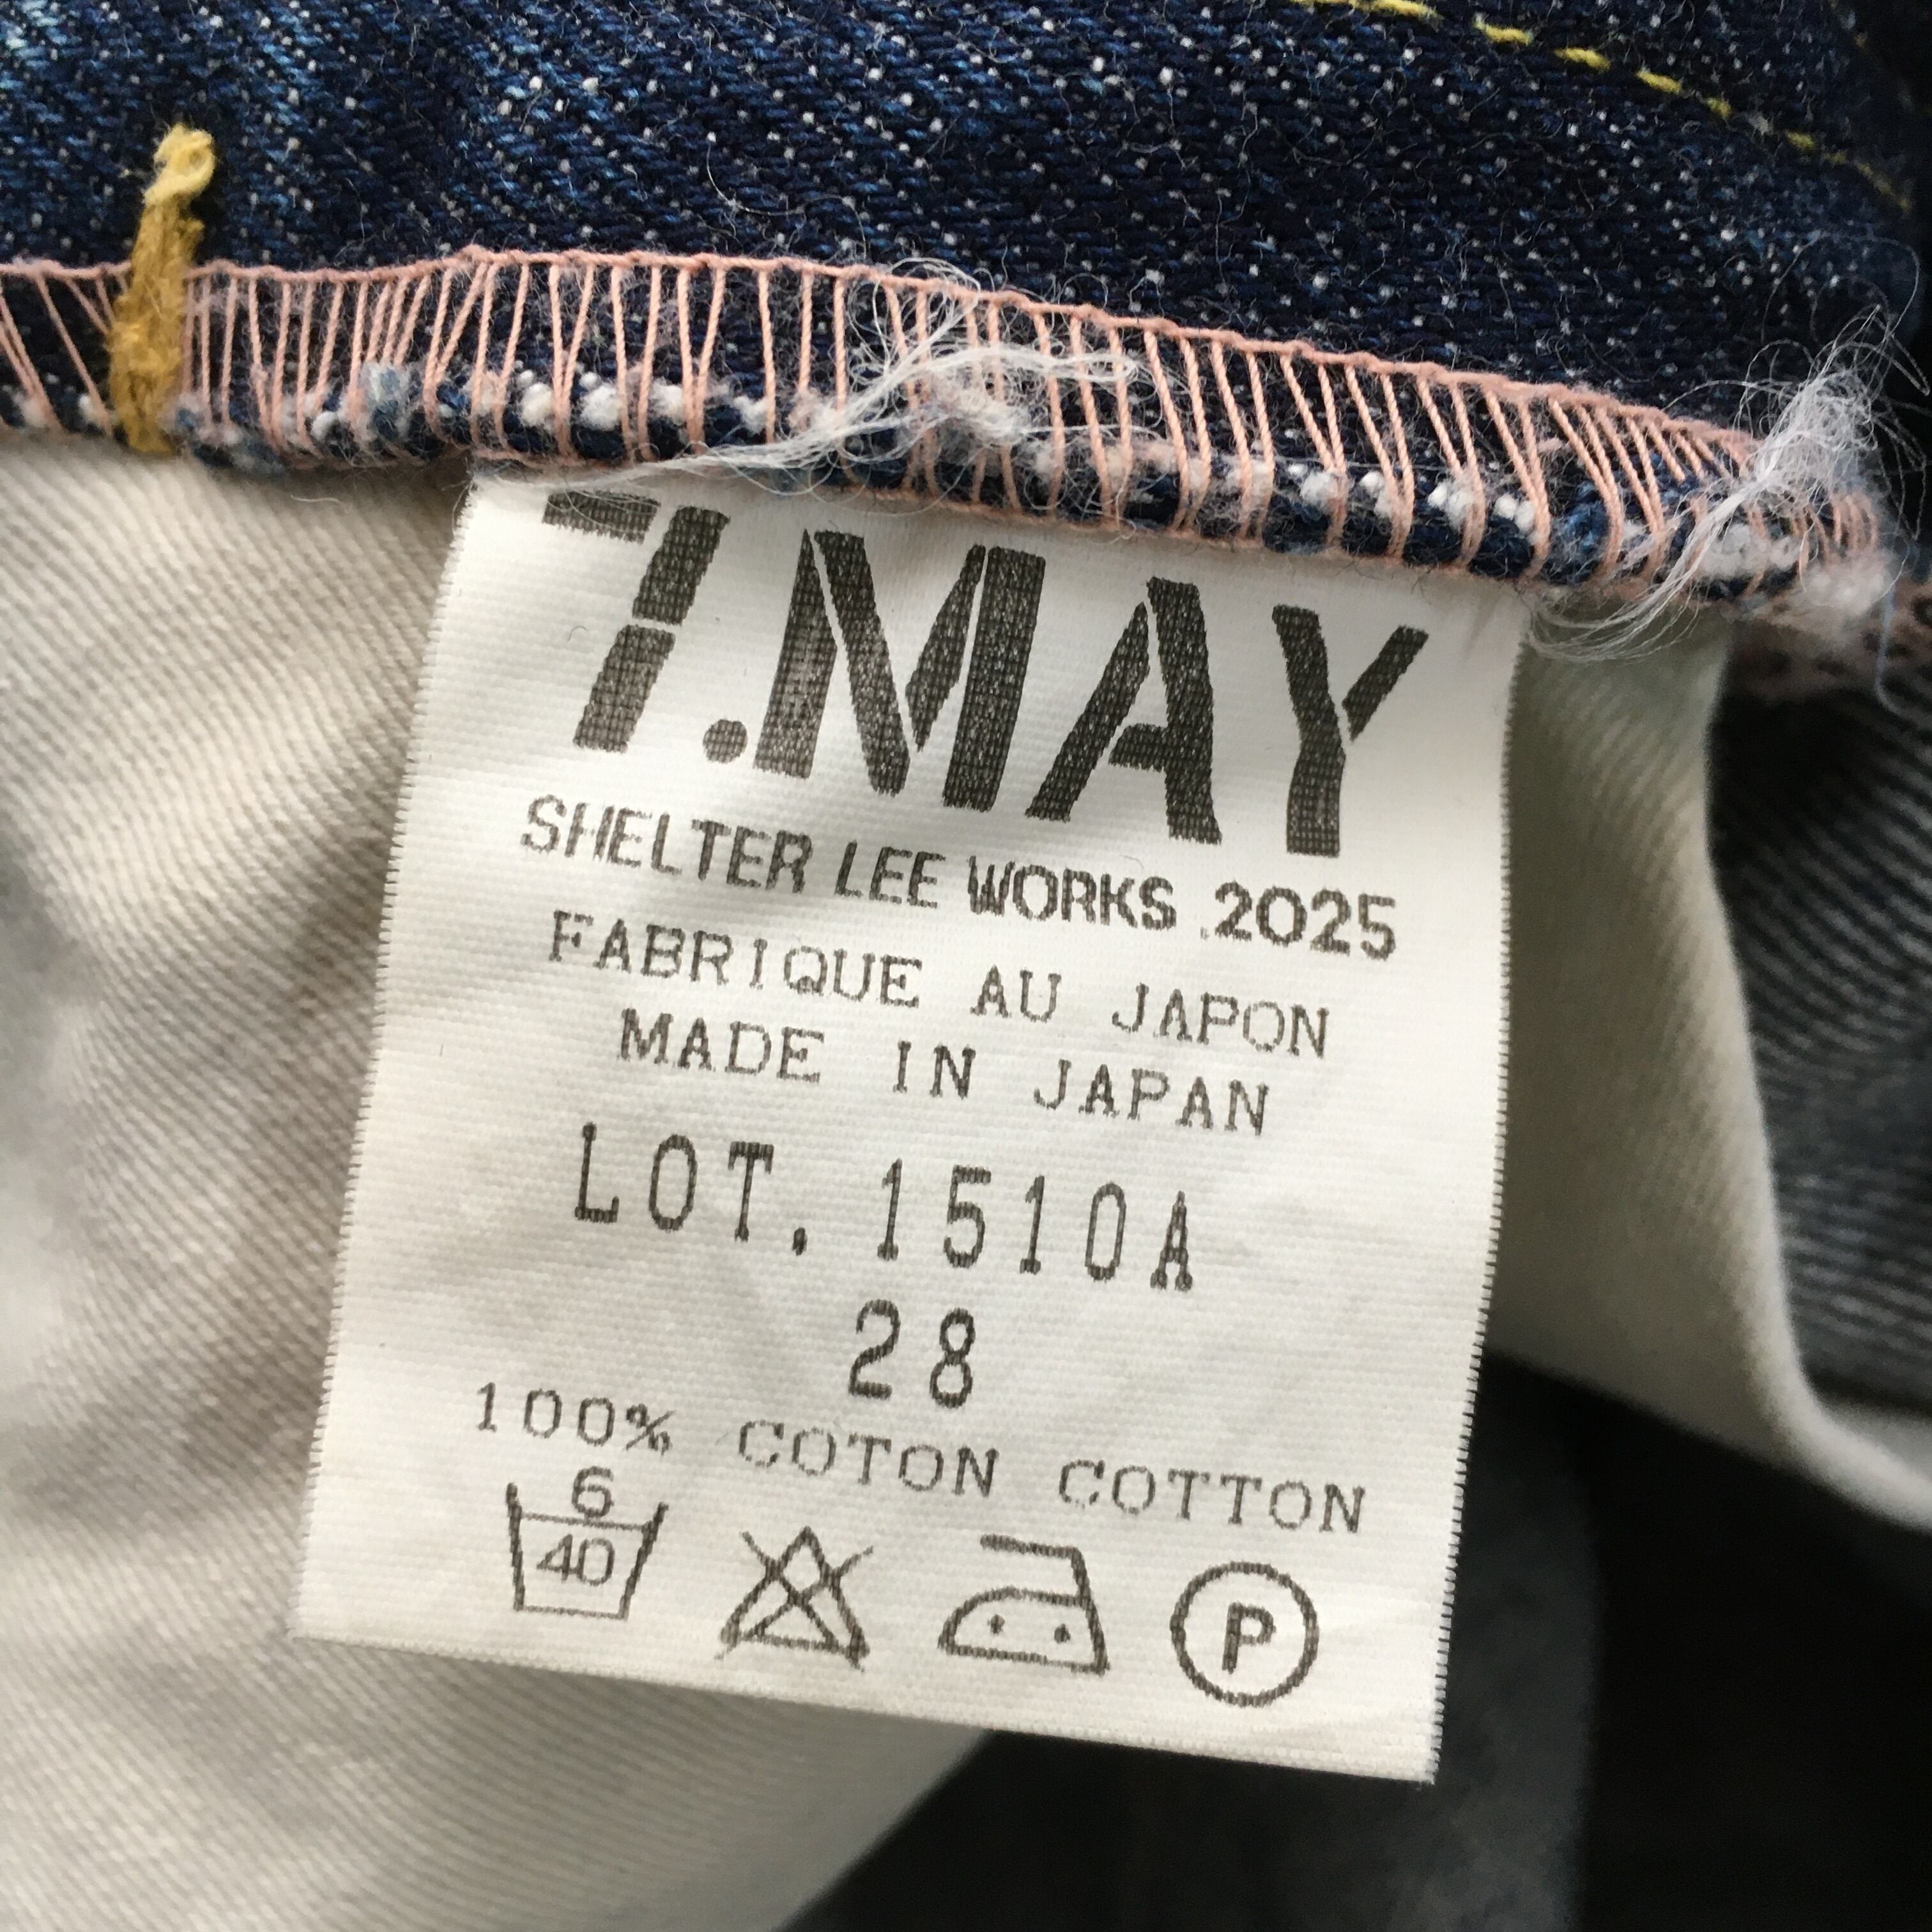 7.MAY
SHELTER LEE WORKS .2025
FABRIQUE AU JAPON
MADE IN JAPAN
LOT. 1510A
28
100% COTON COTTON
6
40
P